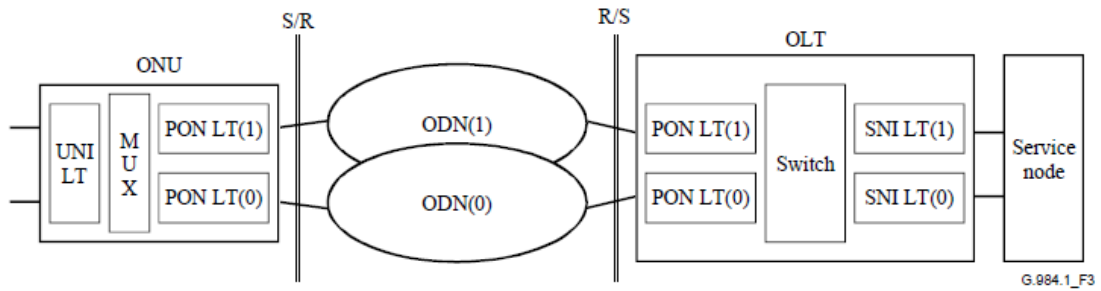 S/R
R/S
OLT
ONU
UNI
LT
M
U
X
PON LT(1)
PON LT(0)
ODN(1)
ODN(0)
PON LT(1)
PON LT(0)
Switch
SNI LT(1)
SNI LT(0)
Service
node
G.984.1_F3